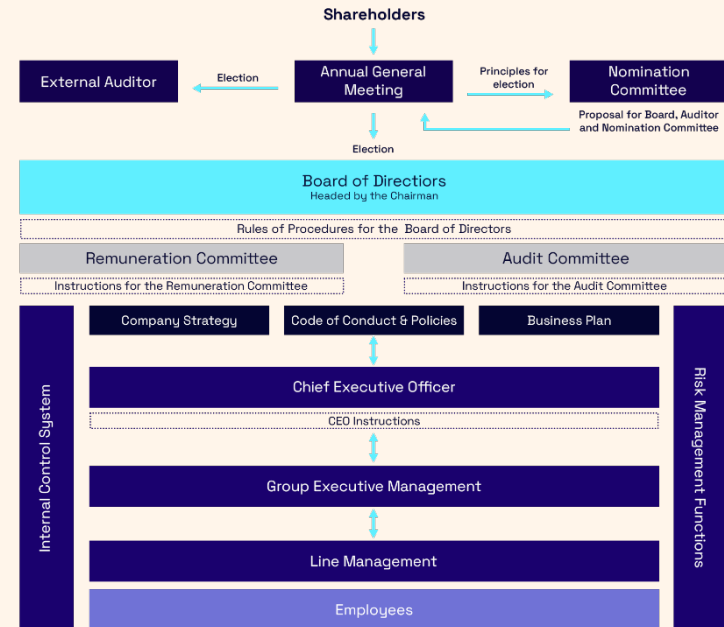 Shareholders
External Auditor
Election
Annual General
Meeting
Principles for
election
Nomination
Committee
Proposal for Board, Auditor
and Nomination Committee
Election
Board of Directiors
Headed by the Chairman
Rules of Procedures for the Board of Directors
Remuneration Committee
Audit Committee
Instructions for the Remuneration Committee
Instructions for the Audit Committee
Internal Control System
Company Strategy
Code of Conduct & Policies
Business Plan
Risk Management Functions
Chief Executive Officer
CEO Instructions
Group Executive Management
Line Management
Employees